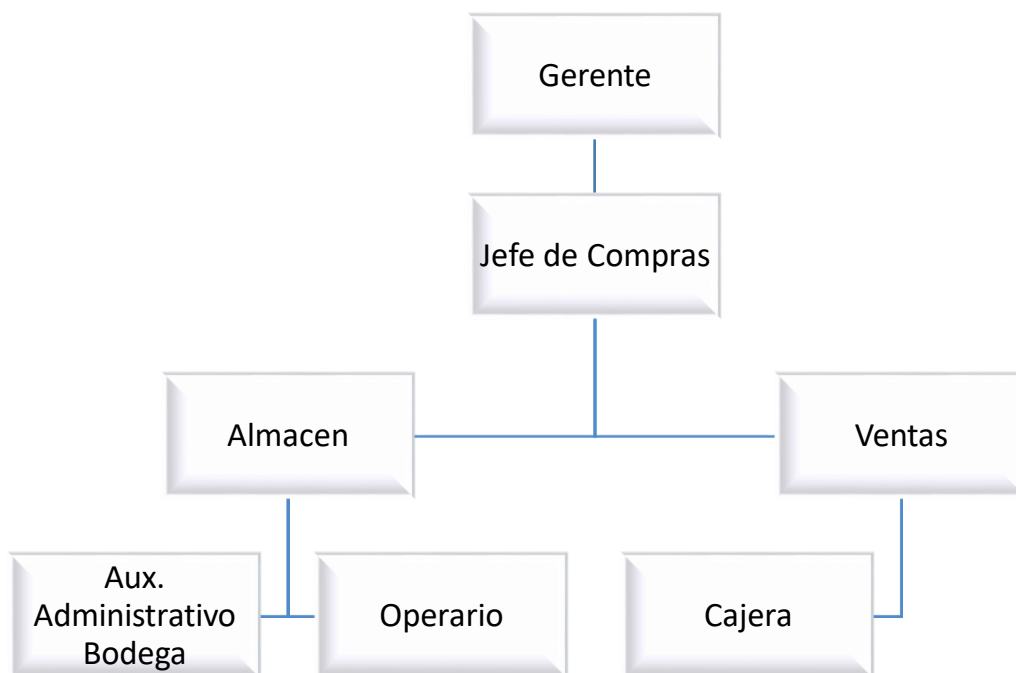 Gerente
Jefe de Compras
Almacen
Ventas
Aux.
Administrativo
Bodega
Operario
Cajera